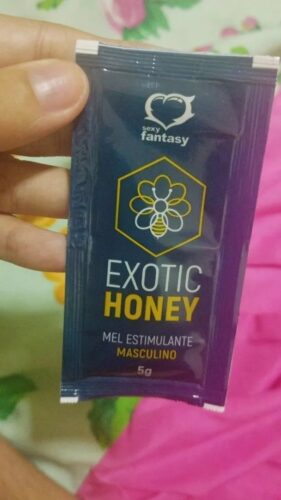 sexy
fantasy
EXOTIC
HONEY
MEL ESTIMULANTE
MASCULINO
5g